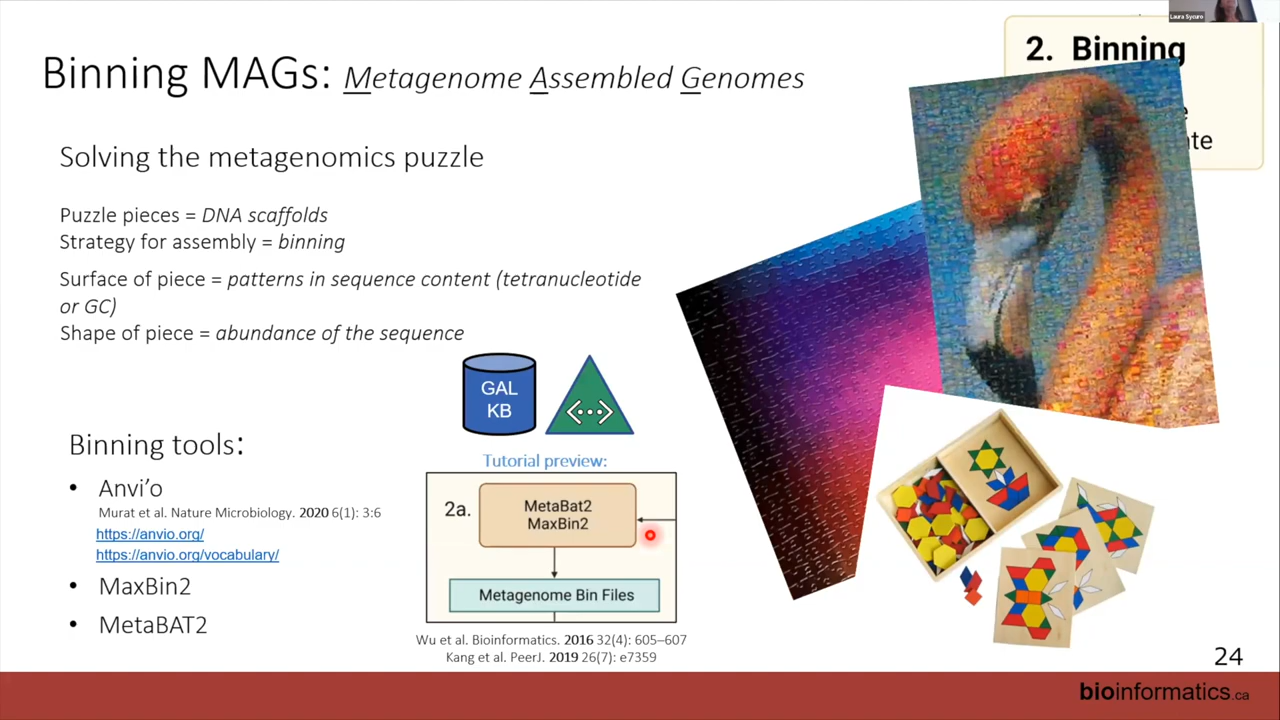 Laura Sycuro
2. Binning
Binning MAGs: Metagenome Assembled Genomes
Solving the metagenomics puzzle
Puzzle pieces = DNA scaffolds
Strategy for assembly = binning
Surface of piece = patterns in sequence content (tetranucleotide
or GC)
Shape of piece = abundance of the sequence
GAL
KB
<··>
Binning tools:
• Anvi’o
Murat et al. Nature Microbiology. 2020 6(1): 3:6
https://anvio.org/
https://anvio.org/vocabulary/
• MaxBin2
• MetaBAT2
Tutorial preview:
2a.
MetaBat2
MaxBin2
Metagenome Bin Files
Wu et al. Bioinformatics. 2016 32(4): 605–607
Kang et al. PeerJ. 2019 26(7): e7359
24
bioinformatics.ca